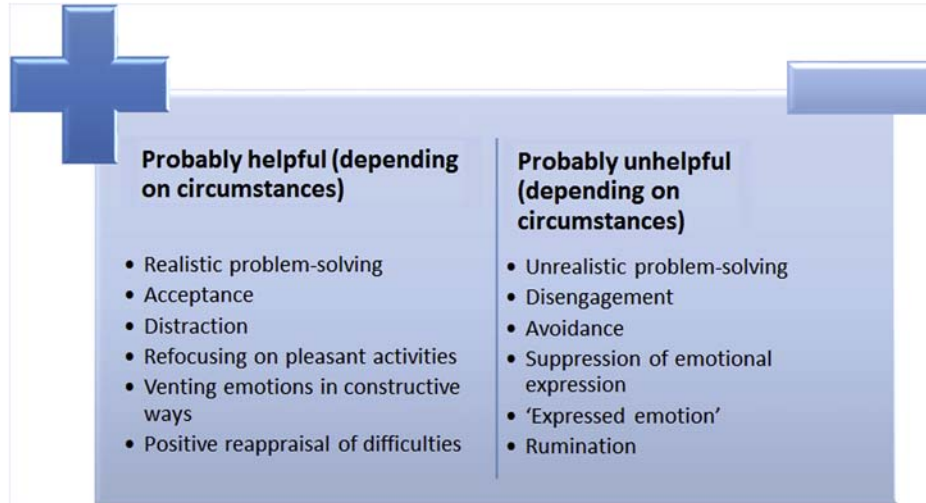 Probably helpful (depending
on circumstances)
• Realistic problem-solving
• Acceptance
• Distraction
• Refocusing on pleasant activities
• Venting emotions in constructive
ways
• Positive reappraisal of difficulties
Probably unhelpful
(depending on
circumstances)
• Unrealistic problem-solving
• Disengagement
• Avoidance
• Suppression of emotional
expression
• ‘Expressed emotion’
• Rumination